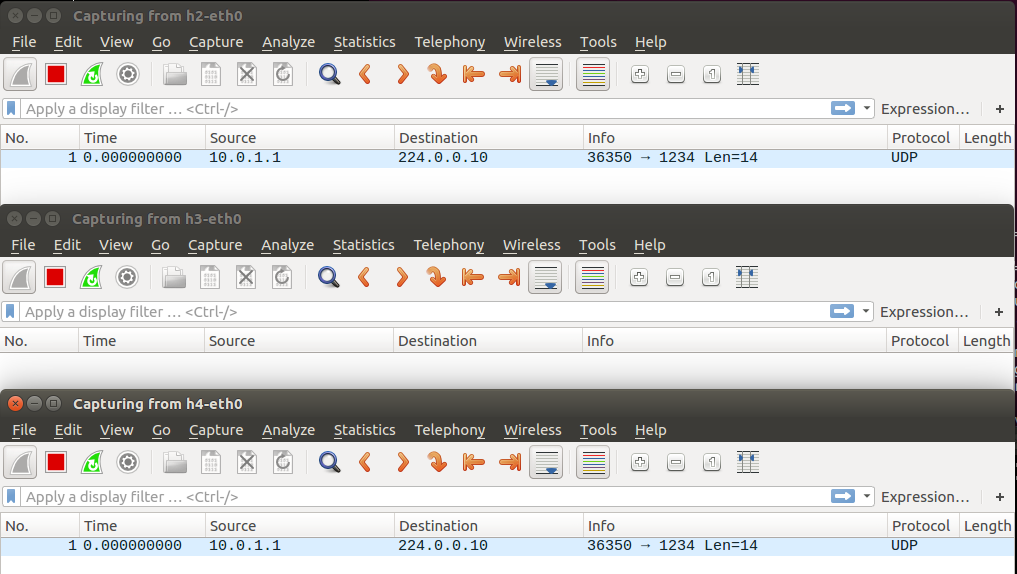 Capturing from h2-eth0
File Edit View Go Capture Analyze Statistics Telephony Wireless Tools Help
Apply a display filter … <Ctrl-/> Expression… +
No. Time Source Destination Info Protocol Length
1 0.000000000 10.0.1.1 224.0.0.10 36350 → 1234 Len=14 UDP
Capturing from h3-eth0
File Edit View Go Capture Analyze Statistics Telephony Wireless Tools Help
Apply a display filter … <Ctrl-/> Expression… +
No. Time Source Destination Info Protocol Length
Capturing from h4-eth0
File Edit View Go Capture Analyze Statistics Telephony Wireless Tools Help
Apply a display filter … <Ctrl-/> Expression… +
No. Time Source Destination Info Protocol Length
1 0.000000000 10.0.1.1 224.0.0.10 36350 → 1234 Len=14 UDP